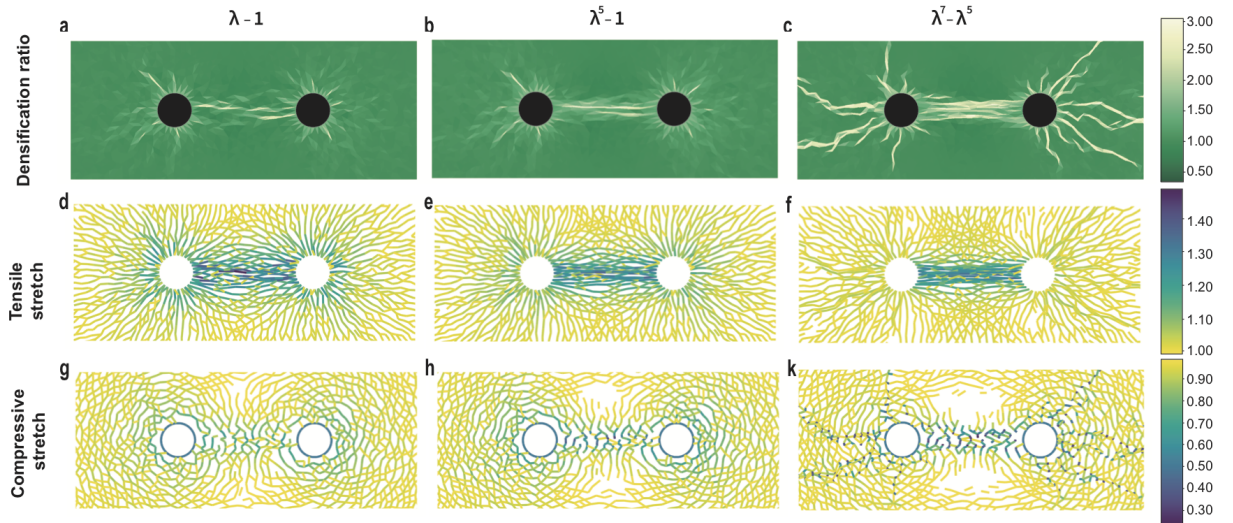 λ - 1
λ⁵- 1
λ⁷- λ⁵
a
b
c
Densification ratio
3.00
2.50
2.00
1.50
1.00
0.50
d
e
f
Tensile
stretch
1.40
1.30
1.20
1.10
1.00
g
h
k
Compressive
stretch
0.90
0.80
0.70
0.60
0.50
0.40
0.30